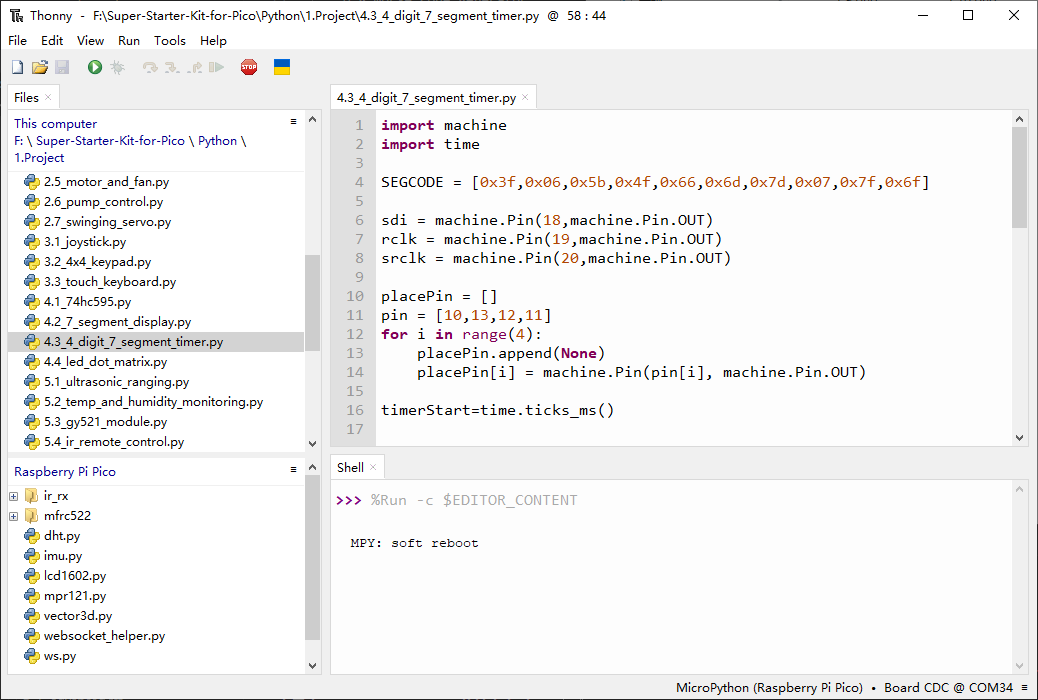 Thonny - F:\Super-Starter-Kit-for-Pico\Python\1.Project\4.3_4_digit_7_segment_timer.py @ 58 : 44
File Edit View Run Tools Help
STOP
Files
This computer
F: \ Super-Starter-Kit-for-Pico \ Python \
1.Project
2.5_motor_and_fan.py
2.6_pump_control.py
2.7_swinging_servo.py
3.1_joystick.py
3.2_4x4_keypad.py
3.3_touch_keyboard.py
4.1_74hc595.py
4.2_7_segment_display.py
4.3_4_digit_7_segment_timer.py
4.4_led_dot_matrix.py
5.1_ultrasonic_ranging.py
5.2_temp_and_humidity_monitoring.py
5.3_gy521_module.py
5.4_ir_remote_control.py
Raspberry Pi Pico
ir_rx
mfrc522
dht.py
imu.py
lcd1602.py
mpr121.py
vector3d.py
websocket_helper.py
ws.py
4.3_4_digit_7_segment_timer.py
1 import machine
2 import time
3
4 SEGCODE = [0x3f,0x06,0x5b,0x4f,0x66,0x6d,0x7d,0x07,0x7f,0x6f]
5
6 sdi = machine.Pin(18,machine.Pin.OUT)
7 rclk = machine.Pin(19,machine.Pin.OUT)
8 srclk = machine.Pin(20,machine.Pin.OUT)
9
10 placePin = []
11 pin = [10,13,12,11]
12 for i in range(4):
13     placePin.append(None)
14     placePin[i] = machine.Pin(pin[i], machine.Pin.OUT)
15
16 timerStart=time.ticks_ms()
17
Shell
>>> %Run -c $EDITOR_CONTENT
MPY: soft reboot
MicroPython (Raspberry Pi Pico) • Board CDC @ COM34